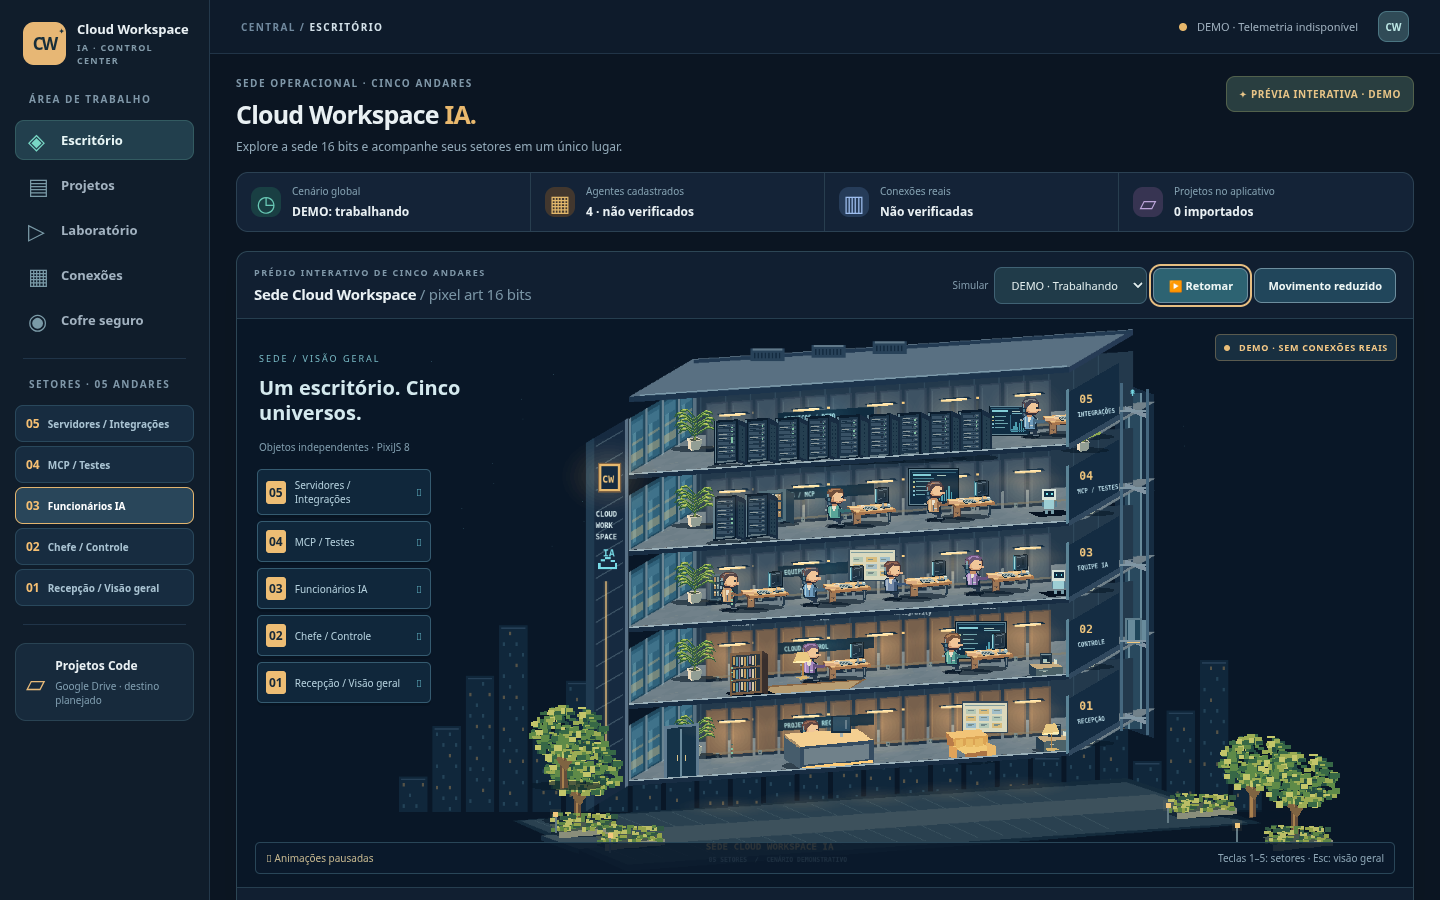 CW
Cloud Workspace
IA · CONTROL
CENTER
ÁREA DE TRABALHO
Escritório
Projetos
Laboratório
Conexões
Cofre seguro
SETORES · 05 ANDARES
05 Servidores / Integrações
04 MCP / Testes
03 Funcionários IA
02 Chefe / Controle
01 Recepção / Visão geral
Projetos Code
Google Drive · destino
planejado
CENTRAL / ESCRITÓRIO
DEMO · Telemetria indisponível
CW
SEDE OPERACIONAL · CINCO ANDARES
Cloud Workspace IA.
Explore a sede 16 bits e acompanhe seus setores em um único lugar.
✦ PRÉVIA INTERATIVA · DEMO
Cenário global
DEMO: trabalhando
Agentes cadastrados
4 · não verificados
Conexões reais
Não verificadas
Projetos no aplicativo
0 importados
PRÉDIO INTERATIVO DE CINCO ANDARES
Sede Cloud Workspace / pixel art 16 bits
Simular
DEMO · Trabalhando
Retomar
Movimento reduzido
SEDE / VISÃO GERAL
Um escritório. Cinco
universos.
Objetos independentes · PixiJS 8
05 Servidores /
Integrações
04 MCP / Testes
03 Funcionários IA
02 Chefe / Controle
01 Recepção / Visão geral
DEMO · SEM CONEXÕES REAIS
CW
CLOUD
WORK
SPACE
IA
05
INTEGRAÇÕES
04
MCP / TESTES
03
EQUIPE IA
02
CONTROLE
01
RECEPÇÃO
/ MCP
SEDE CLOUD WORKSPACE IA
Animações pausadas
Teclas 1–5: setores · Esc: visão geral